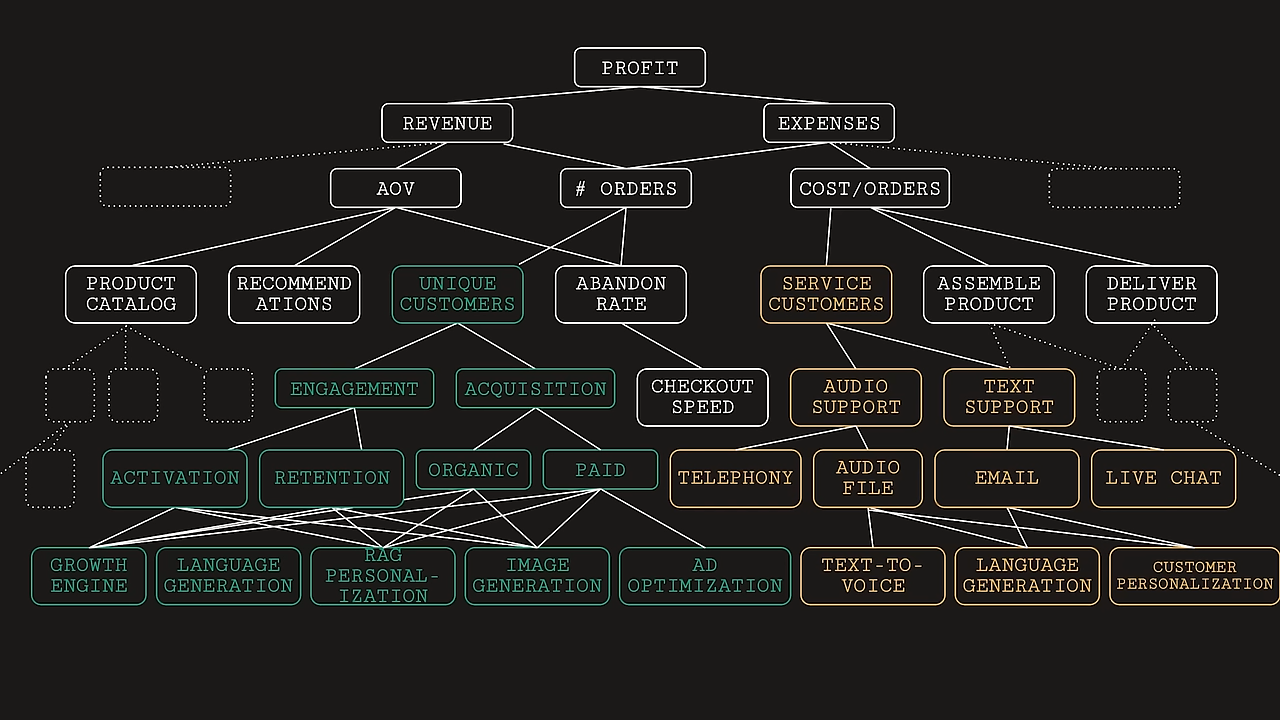 PROFIT
REVENUE
EXPENSES
AOV
# ORDERS
COST/ORDERS
PRODUCT
CATALOG
RECOMMEND
ATIONS
UNIQUE
CUSTOMERS
ABANDON
RATE
SERVICE
CUSTOMERS
ASSEMBLE
PRODUCT
DELIVER
PRODUCT
ENGAGEMENT
ACQUISITION
CHECKOUT
SPEED
AUDIO
SUPPORT
TEXT
SUPPORT
ACTIVATION
RETENTION
ORGANIC
PAID
TELEPHONY
AUDIO
FILE
EMAIL
LIVE CHAT
GROWTH
ENGINE
LANGUAGE
GENERATION
RAG
PERSONAL-
IZATION
IMAGE
GENERATION
AD
OPTIMIZATION
TEXT-TO-
VOICE
LANGUAGE
GENERATION
CUSTOMER
PERSONALIZATION